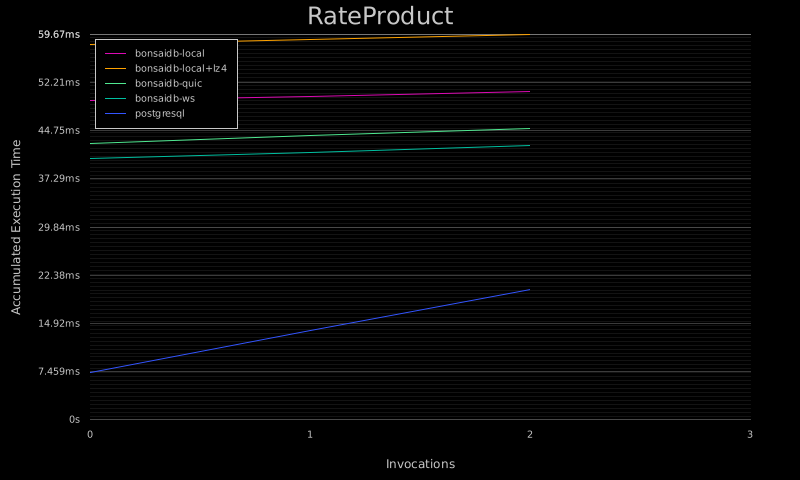 RateProduct
59.67ms
52.21ms
44.75ms
37.29ms
29.84ms
22.38ms
14.92ms
7.459ms
0s
bonsaidb-local
bonsaidb-local+lz4
bonsaidb-quic
bonsaidb-ws
postgresql
Accumulated Execution Time
0 1 2 3
Invocations